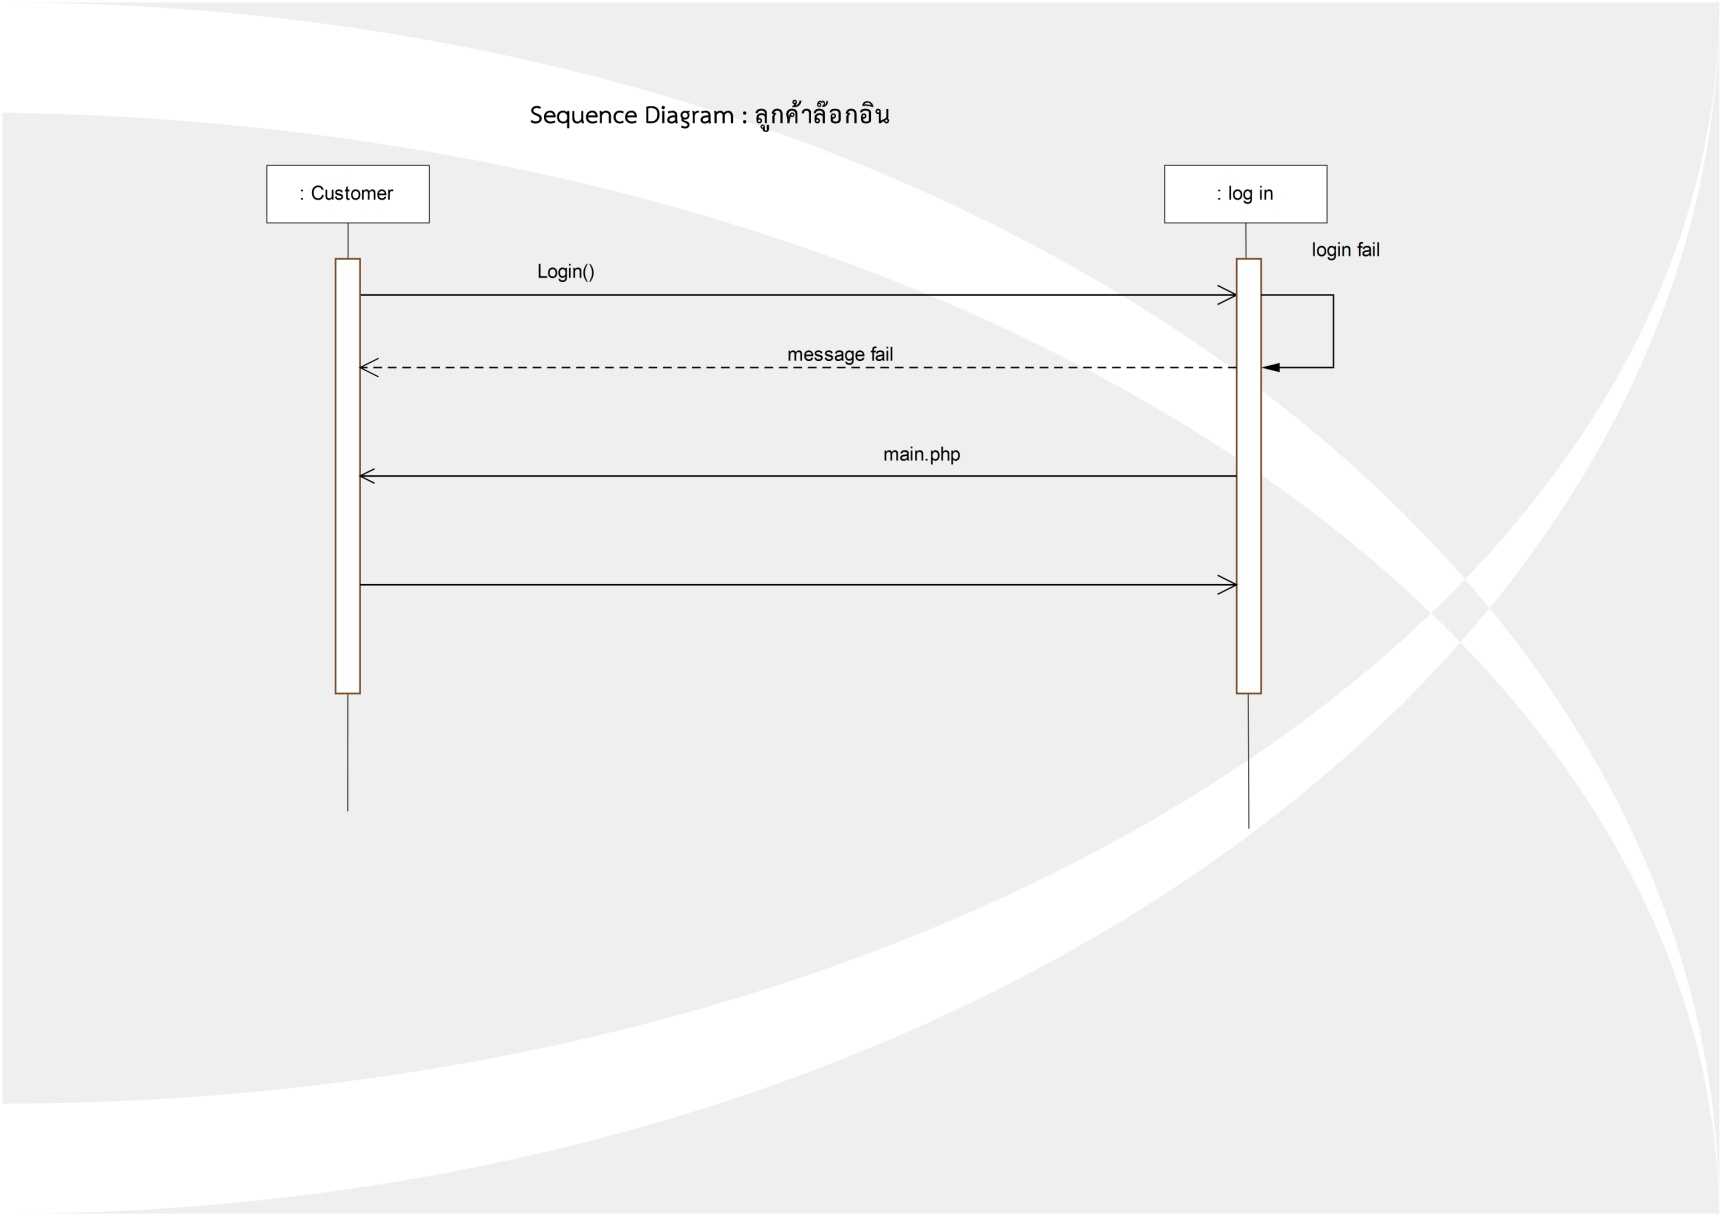 Sequence Diagram : ลูกค้าล๊อกอิน
: Customer
: log in
login fail
Login()
message fail
main.php